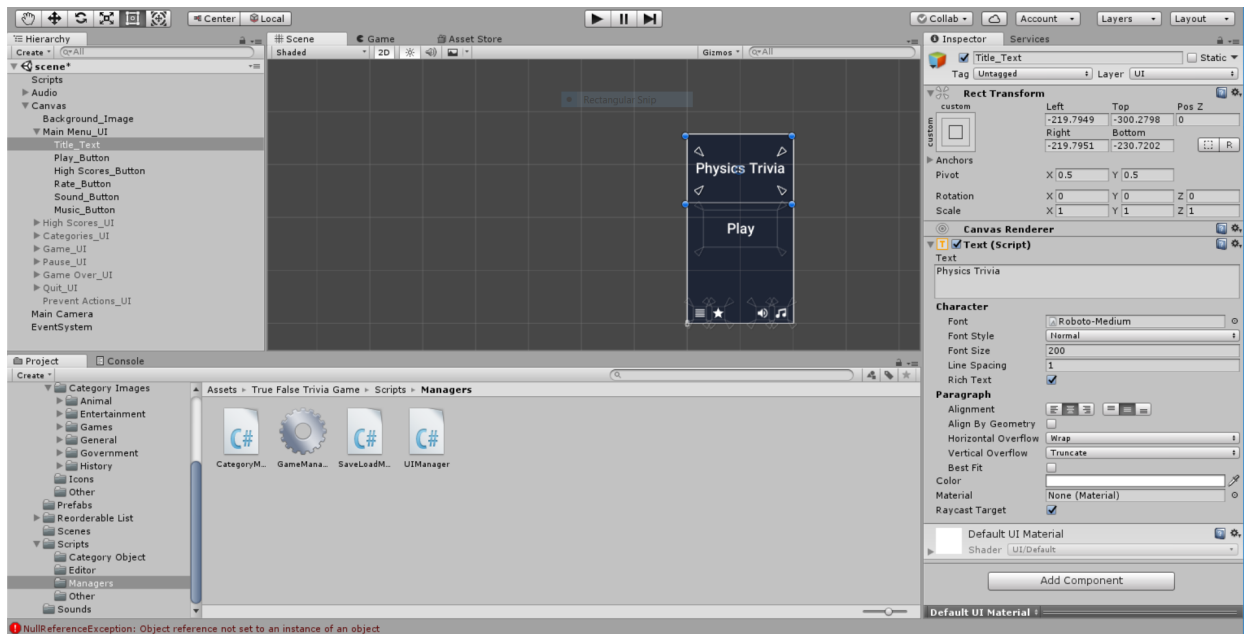 Center Local
Collab Account Layers Layout
Hierarchy
Create All
scene*
Scripts
Audio
Canvas
Background_Image
Main Menu_UI
Title_Text
Play_Button
High Scores_Button
Rate_Button
Sound_Button
Music_Button
High Scores_UI
Categories_UI
Game_UI
Pause_UI
Game Over_UI
Quit_UI
Prevent Actions_UI
Main Camera
EventSystem
Scene Game Asset Store
Shaded 2D Gizmos All
Rectangular Snip
Physics Trivia
Play
Inspector Services
Title_Text Static
Tag Untagged Layer UI
Rect Transform
custom Left Top Pos Z
custom
-219.7949 -300.2798 0
Right Bottom
-219.7951 -230.7202 R
Anchors
Pivot X 0.5 Y 0.5
Rotation X 0 Y 0 Z 0
Scale X 1 Y 1 Z 1
Canvas Renderer
Text (Script)
Text
Physics Trivia
Character
Font Roboto-Medium
Font Style Normal
Font Size 200
Line Spacing 1
Rich Text
Paragraph
Alignment
Align By Geometry
Horizontal Overflow Wrap
Vertical Overflow Truncate
Best Fit
Color
Material None (Material)
Raycast Target
Default UI Material
Shader UI/Default
Add Component
Default UI Material
Project Console
Create
Category Images
Animal
Entertainment
Games
General
Government
History
Icons
Other
Prefabs
Reorderable List
Scenes
Scripts
Category Object
Editor
Managers
Other
Sounds
Assets True False Trivia Game Scripts Managers
C# C# C#
CategoryM... GameMana... SaveLoadM... UIManager
NullReferenceException: Object reference not set to an instance of an object